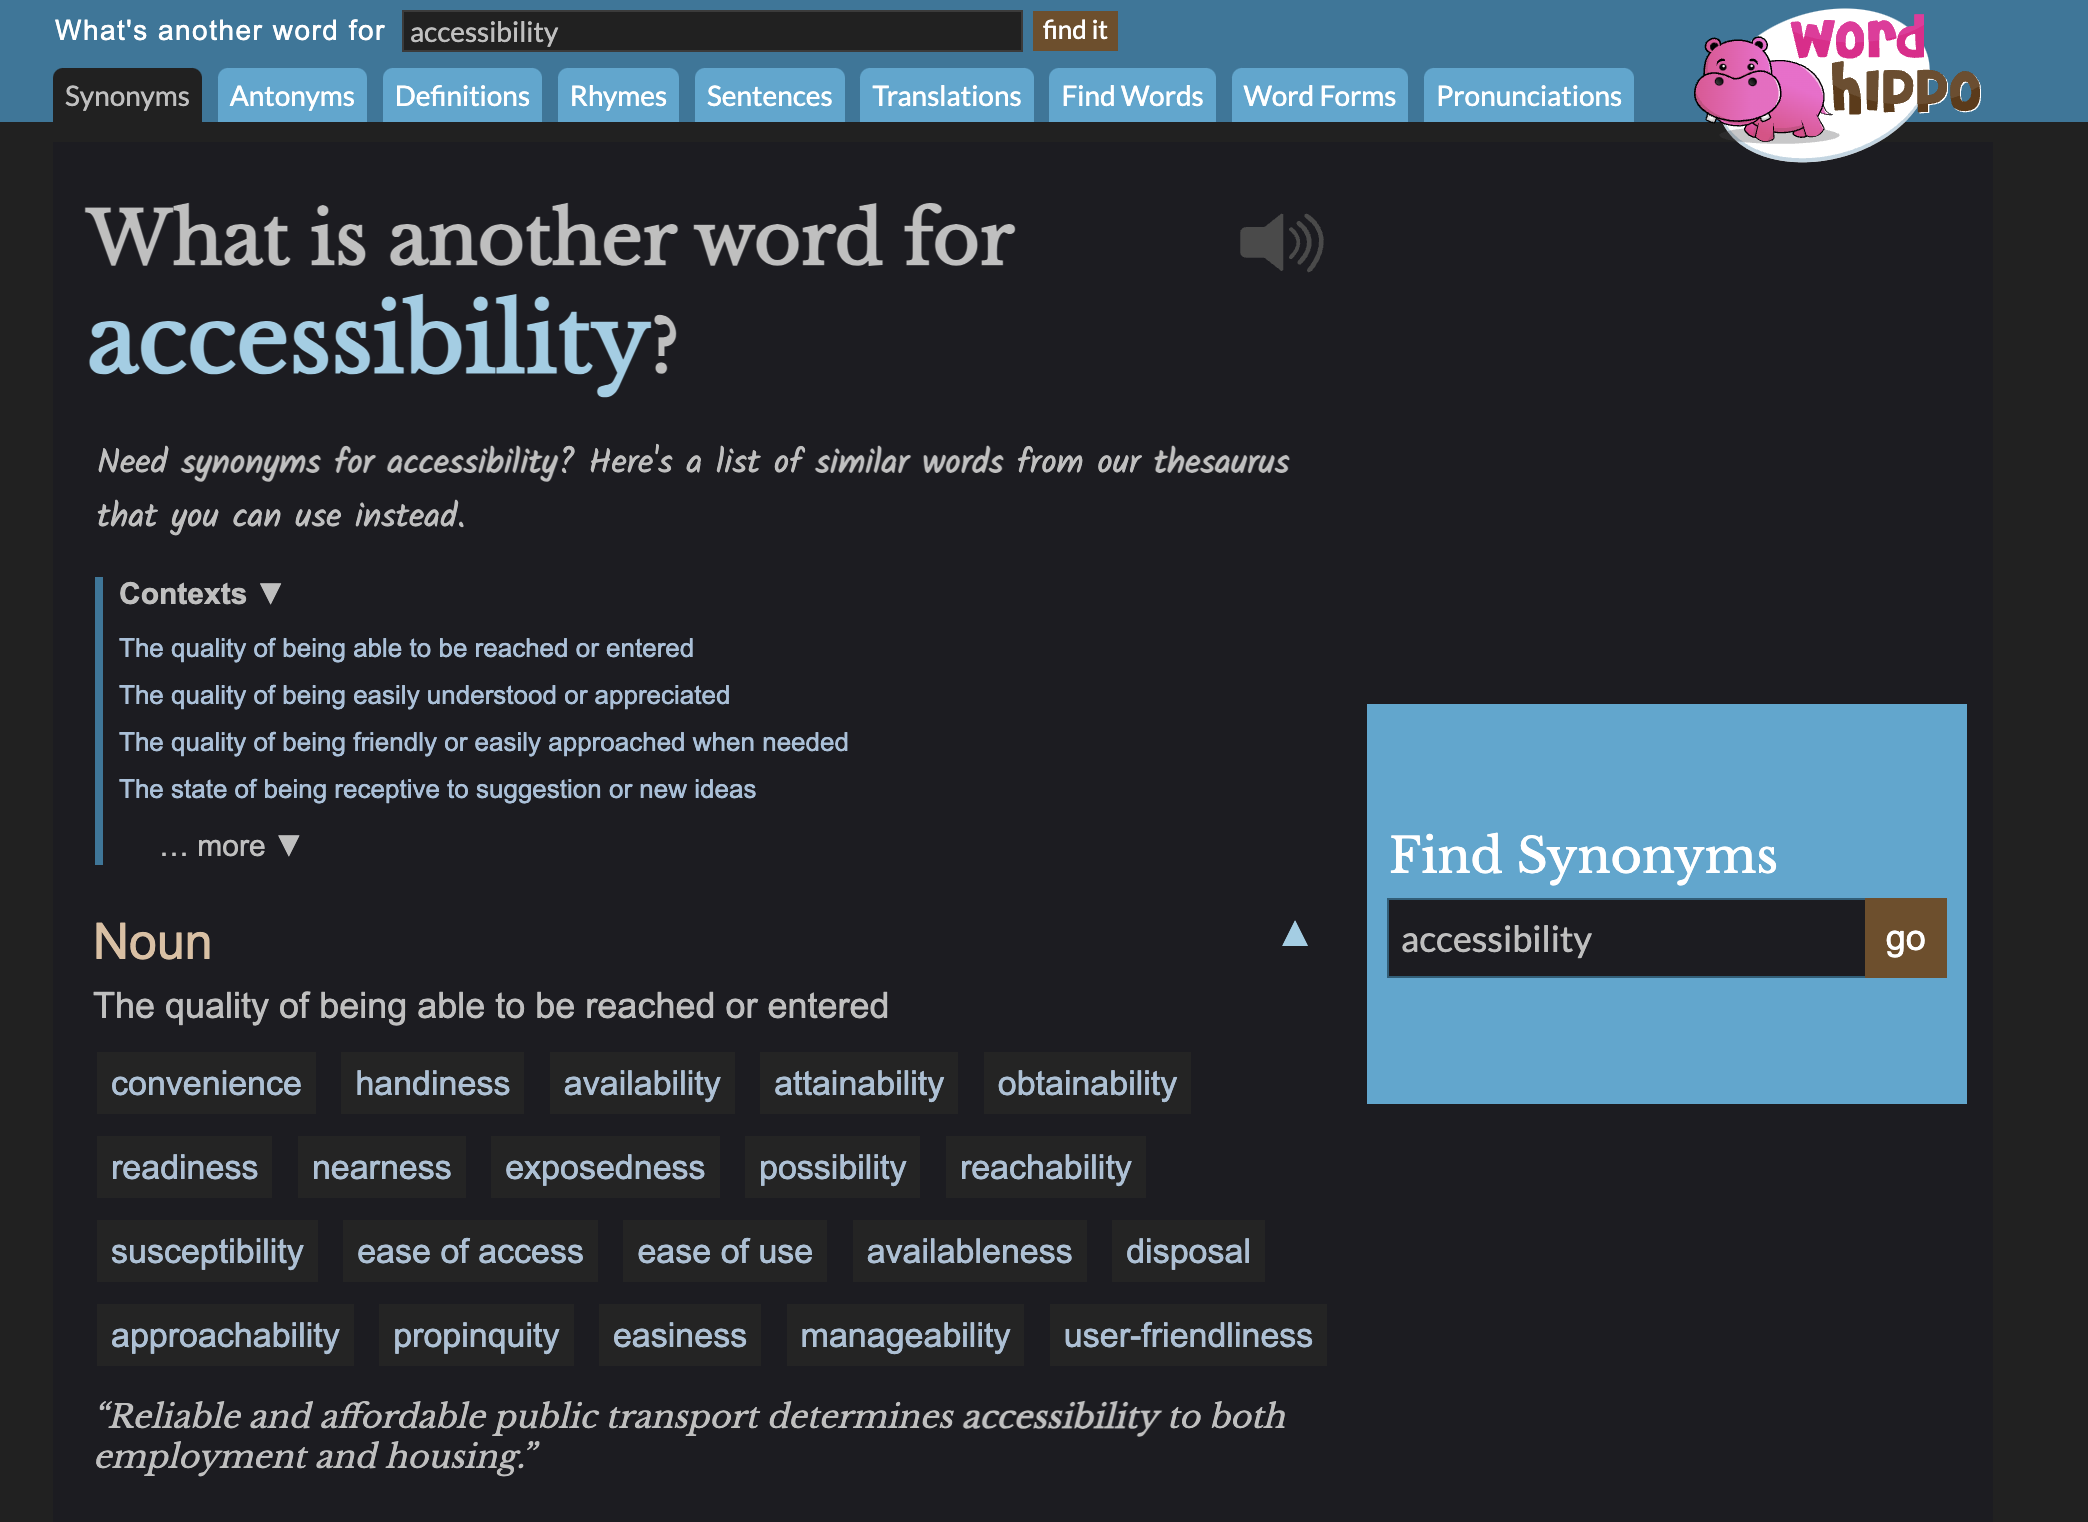 What's another word for accessibility find it
word hippo
Synonyms Antonyms Definitions Rhymes Sentences Translations Find Words Word Forms Pronunciations
What is another word for
accessibility?
Need synonyms for accessibility? Here's a list of similar words from our thesaurus
that you can use instead.
Contexts ▼
The quality of being able to be reached or entered
The quality of being easily understood or appreciated
The quality of being friendly or easily approached when needed
The state of being receptive to suggestion or new ideas
... more ▼
Noun ▲
The quality of being able to be reached or entered
convenience handiness availability attainability obtainability
readiness nearness exposedness possibility reachability
susceptibility ease of access ease of use availableness disposal
approachability propinquity easiness manageability user-friendliness
“Reliable and affordable public transport determines accessibility to both
employment and housing.”
Find Synonyms
accessibility go